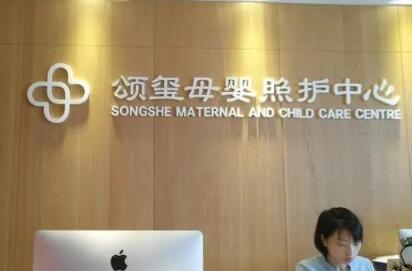 颂玺母婴照护中心
SONGSHE MATERNAL AND CHILD CARE CENTRE